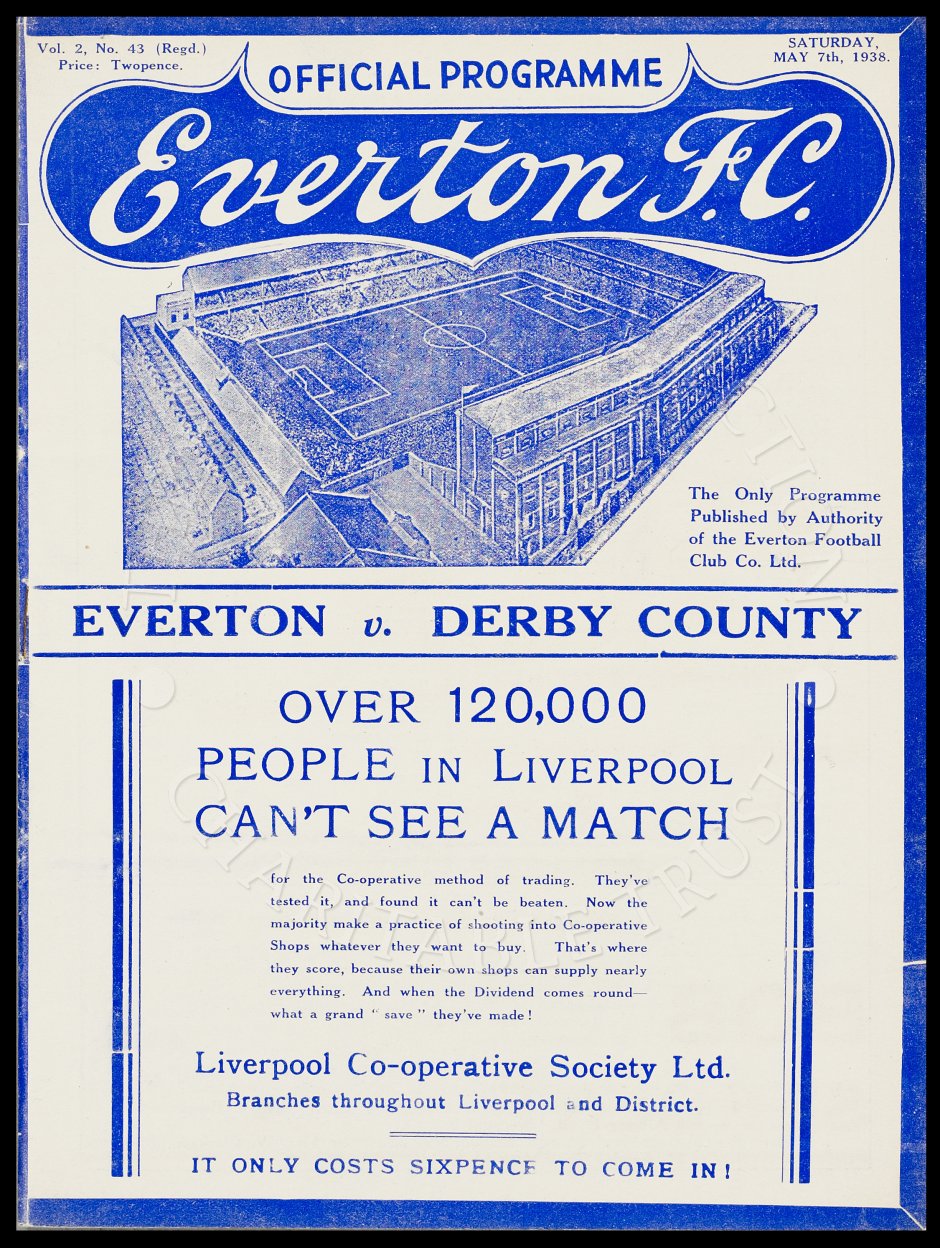 Vol. 2, No. 43 (Regd.)
Price: Twopence.
SATURDAY,
MAY 7th, 1938.
OFFICIAL PROGRAMME
Everton F.C.
The Only Programme
Published by Authority
of the Everton Football
Club Co. Ltd.
EVERTON v. DERBY COUNTY
OVER 120,000
PEOPLE IN LIVERPOOL
CAN'T SEE A MATCH
for the Co-operative method of trading. They've
tested it, and found it can't be beaten. Now the
majority make a practice of shooting into Co-operative
Shops whatever they want to buy. That's where
they score, because their own shops can supply nearly
everything. And when the Dividend comes round—
what a grand "save" they've made!
Liverpool Co-operative Society Ltd.
Branches throughout Liverpool and District.
IT ONLY COSTS SIXPENCE TO COME IN!
CHARITABLE TRUST